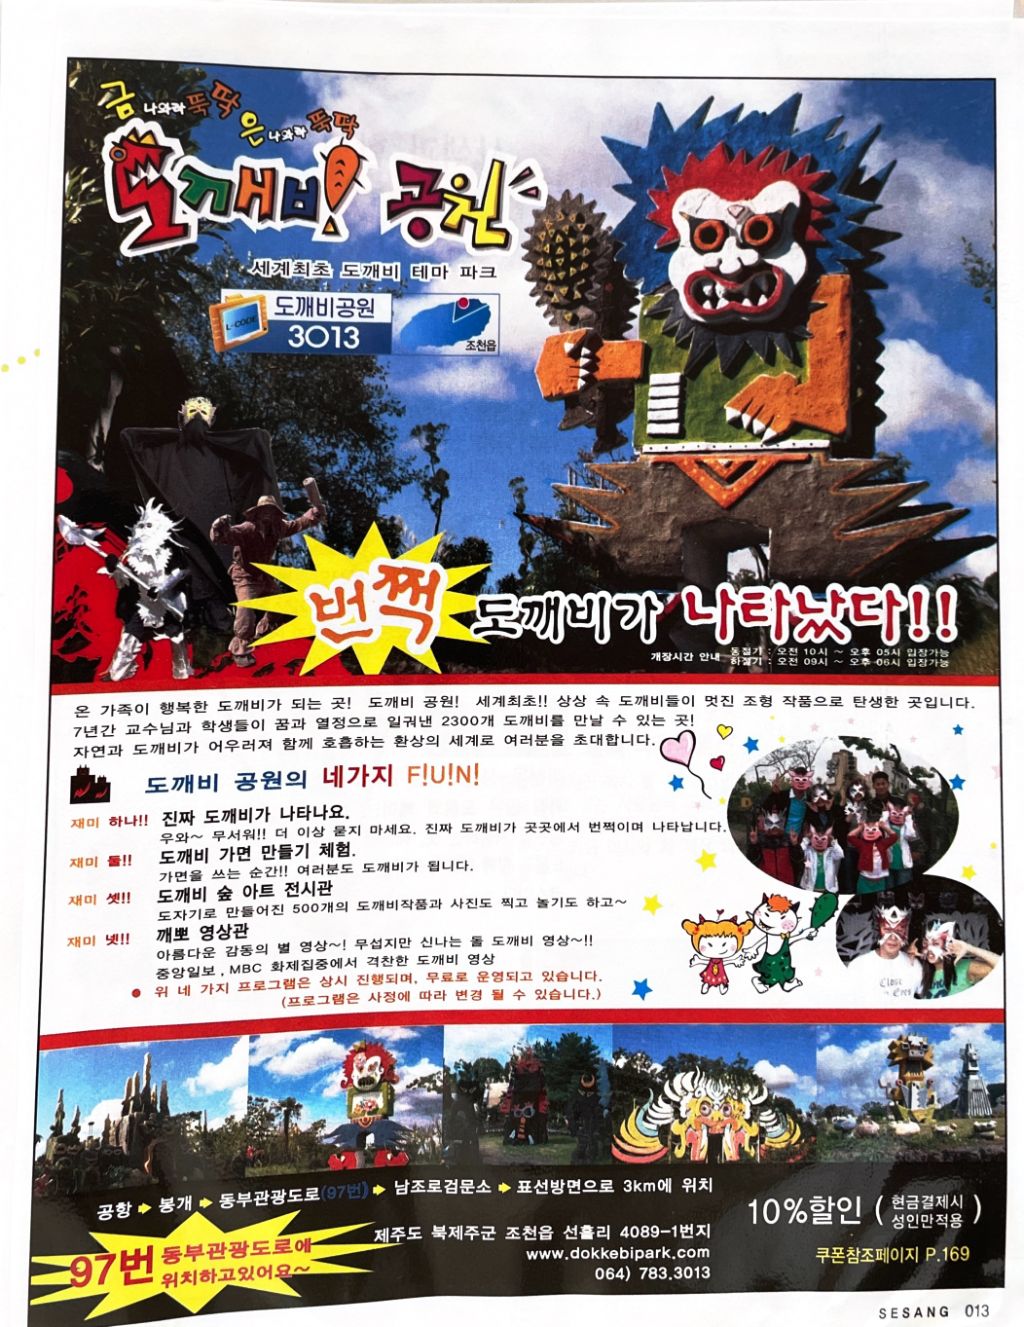 금 나와라 뚝딱 은 나와라 뚝딱
도깨비! 공원
세계최초 도깨비 테마 파크
L-CODE
도깨비공원
3013
조천읍
번쩍 도깨비가 나타났다!!
개장시간 안내 동절기 : 오전 10시 ~ 오후 05시 입장가능
하절기 : 오전 09시 ~ 오후 06시 입장가능
온 가족이 행복한 도깨비가 되는 곳! 도깨비 공원! 세계최초!! 상상 속 도깨비들이 멋진 조형 작품으로 탄생한 곳입니다.
7년간 교수님과 학생들이 꿈과 열정으로 일궈낸 2300개 도깨비를 만날 수 있는 곳!
자연과 도깨비가 어우러져 함께 호흡하는 환상의 세계로 여러분을 초대합니다.
도깨비 공원의 네가지 F!U!N!
재미 하나!! 진짜 도깨비가 나타나요.
우와~ 무서워!! 더 이상 묻지 마세요. 진짜 도깨비가 곳곳에서 번쩍이며 나타납니다.
재미 둘!! 도깨비 가면 만들기 체험.
가면을 쓰는 순간!! 여러분도 도깨비가 됩니다.
재미 셋!! 도깨비 숲 아트 전시관
도자기로 만들어진 500개의 도깨비작품과 사진도 찍고 놀기도 하고~
재미 넷!! 깨뽀 영상관
아름다운 감동의 별 영상~! 무섭지만 신나는 돌 도깨비 영상~!!
중앙일보, MBC 화제집중에서 격찬한 도깨비 영상
● 위 네 가지 프로그램은 상시 진행되며, 무료로 운영되고 있습니다.
(프로그램은 사정에 따라 변경 될 수 있습니다.)
공항 ➡ 봉개 ➡ 동부관광도로(97번) ➡ 남조로검문소 ➡ 표선방면으로 3km에 위치
97번 동부관광도로에
위치하고있어요~
제주도 북제주군 조천읍 선흘리 4089-1번지
www.dokkebipark.com
064) 783.3013
10%할인 ( 현금결제시
성인만적용 )
쿠폰참조페이지 P.169
SESANG 013